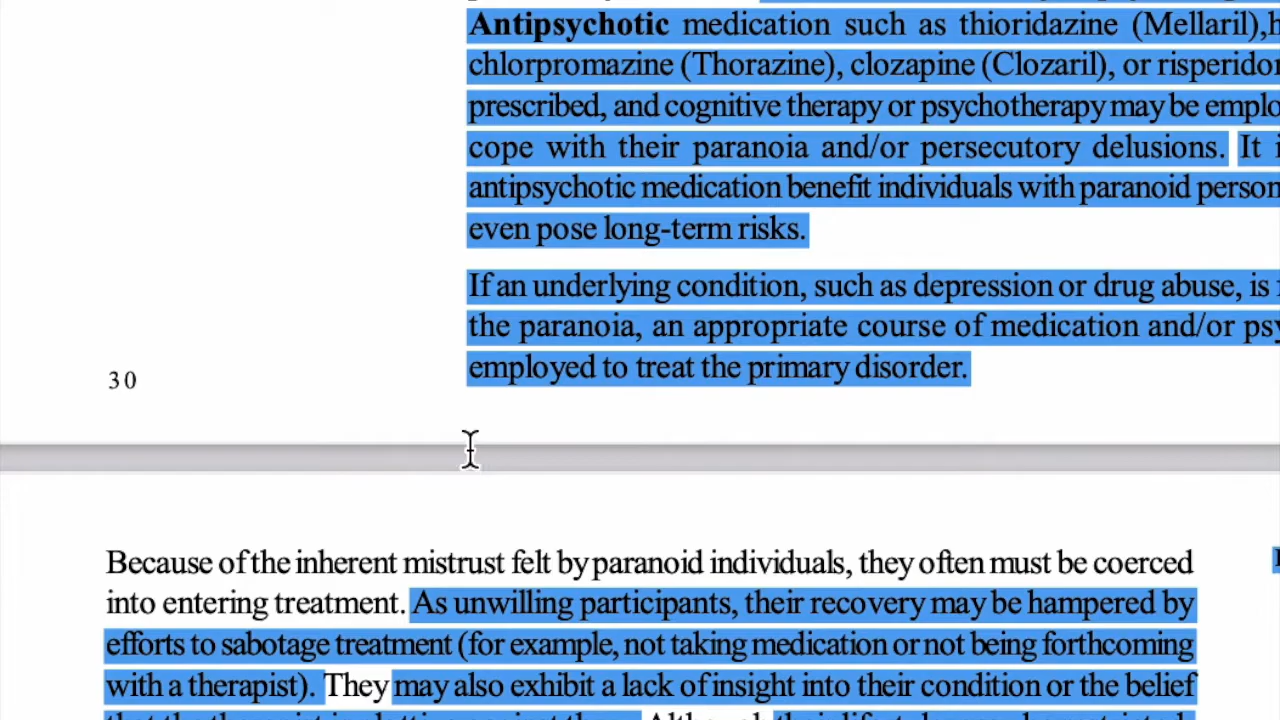 Antipsychotic medication such as thioridazine (Mellaril),
chlorpromazine (Thorazine), clozapine (Clozaril), or
prescribed, and cognitive therapy or psychotherapy may be
cope with their paranoia and/or persecutory delusions. It
antipsychotic medication benefit individuals with paranoid
even pose long-term risks.
If an underlying condition, such as depression or drug abuse, is
the paranoia, an appropriate course of medication and/or
employed to treat the primary disorder.
30
Because of the inherent mistrust felt by paranoid individuals, they often must be coerced
into entering treatment. As unwilling participants, their recovery may be hampered by
efforts to sabotage treatment (for example, not taking medication or not being forthcoming
with a therapist). They may also exhibit a lack of insight into their condition or the belief